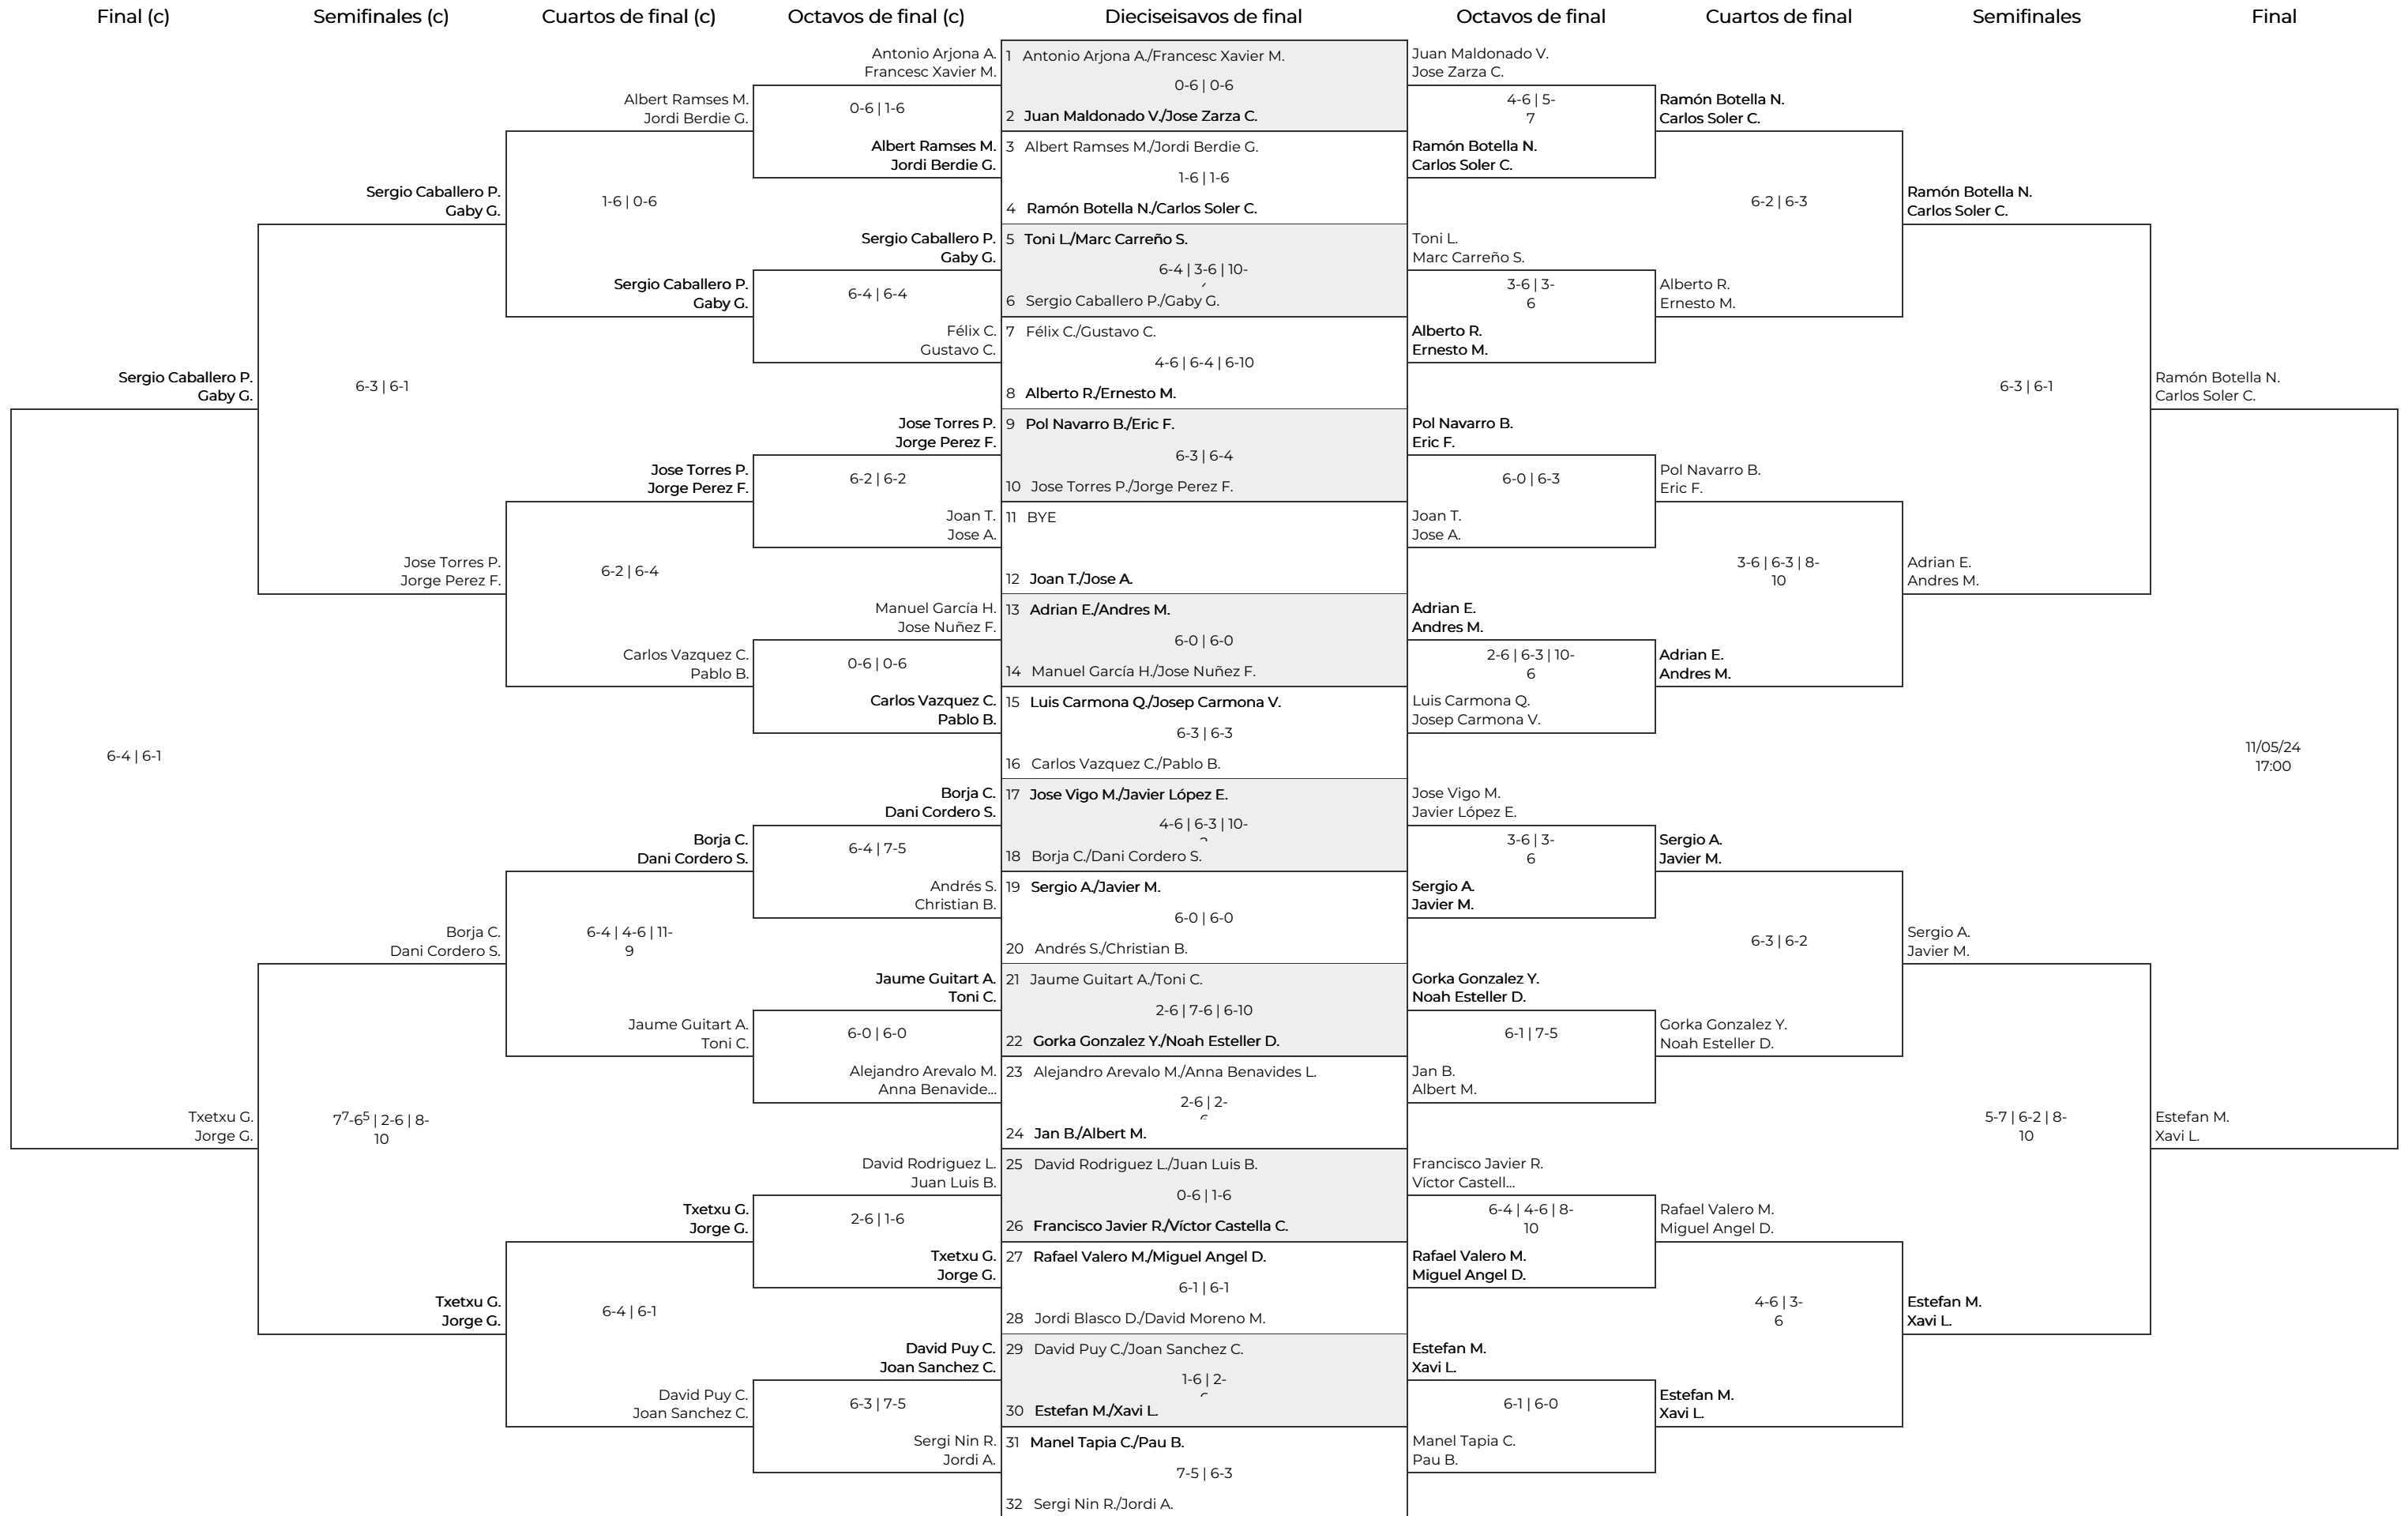 Final (c)
Semifinales (c)
Cuartos de final (c)
Octavos de final (c)
Dieciseisavos de final
Octavos de final
Cuartos de final
Semifinales
Final
Sergio Caballero P.
Gaby G.
6-4 | 6-1
Txetxu G.
Jorge G.
Sergio Caballero P.
Gaby G.
6-3 | 6-1
Jose Torres P.
Jorge Perez F.
Borja C.
Dani Cordero S.
7⁷-6⁵ | 2-6 | 8-
10
Txetxu G.
Jorge G.
Albert Ramses M.
Jordi Berdie G.
1-6 | 0-6
Sergio Caballero P.
Gaby G.
Jose Torres P.
Jorge Perez F.
6-2 | 6-4
Carlos Vazquez C.
Pablo B.
Borja C.
Dani Cordero S.
6-4 | 4-6 | 11-
9
Jaume Guitart A.
Toni C.
Txetxu G.
Jorge G.
6-4 | 6-1
David Puy C.
Joan Sanchez C.
Antonio Arjona A.
Francesc Xavier M.
0-6 | 1-6
Albert Ramses M.
Jordi Berdie G.
Sergio Caballero P.
Gaby G.
6-4 | 6-4
Félix C.
Gustavo C.
Jose Torres P.
Jorge Perez F.
6-2 | 6-2
Joan T.
Jose A.
Manuel García H.
Jose Nuñez F.
0-6 | 0-6
Carlos Vazquez C.
Pablo B.
Borja C.
Dani Cordero S.
6-4 | 7-5
Andrés S.
Christian B.
Jaume Guitart A.
Toni C.
6-0 | 6-0
Alejandro Arevalo M.
Anna Benavide...
David Rodriguez L.
Juan Luis B.
2-6 | 1-6
Txetxu G.
Jorge G.
David Puy C.
Joan Sanchez C.
6-3 | 7-5
Sergi Nin R.
Jordi A.
1 Antonio Arjona A./Francesc Xavier M.
0-6 | 0-6
2 Juan Maldonado V./Jose Zarza C.
3 Albert Ramses M./Jordi Berdie G.
1-6 | 1-6
4 Ramón Botella N./Carlos Soler C.
5 Toni L./Marc Carreño S.
6-4 | 3-6 | 10-
6 Sergio Caballero P./Gaby G.
7 Félix C./Gustavo C.
4-6 | 6-4 | 6-10
8 Alberto R./Ernesto M.
9 Pol Navarro B./Eric F.
6-3 | 6-4
10 Jose Torres P./Jorge Perez F.
11 BYE
12 Joan T./Jose A.
13 Adrian E./Andres M.
6-0 | 6-0
14 Manuel García H./Jose Nuñez F.
15 Luis Carmona Q./Josep Carmona V.
6-3 | 6-3
16 Carlos Vazquez C./Pablo B.
17 Jose Vigo M./Javier López E.
4-6 | 6-3 | 10-
18 Borja C./Dani Cordero S.
19 Sergio A./Javier M.
6-0 | 6-0
20 Andrés S./Christian B.
21 Jaume Guitart A./Toni C.
2-6 | 7-6 | 6-10
22 Gorka Gonzalez Y./Noah Esteller D.
23 Alejandro Arevalo M./Anna Benavides L.
2-6 | 2-
24 Jan B./Albert M.
25 David Rodriguez L./Juan Luis B.
0-6 | 1-6
26 Francisco Javier R./Víctor Castella C.
27 Rafael Valero M./Miguel Angel D.
6-1 | 6-1
28 Jordi Blasco D./David Moreno M.
29 David Puy C./Joan Sanchez C.
1-6 | 2-
30 Estefan M./Xavi L.
31 Manel Tapia C./Pau B.
7-5 | 6-3
32 Sergi Nin R./Jordi A.
Juan Maldonado V.
Jose Zarza C.
4-6 | 5-
7
Ramón Botella N.
Carlos Soler C.
Toni L.
Marc Carreño S.
3-6 | 3-
6
Alberto R.
Ernesto M.
Pol Navarro B.
Eric F.
6-0 | 6-3
Joan T.
Jose A.
Adrian E.
Andres M.
2-6 | 6-3 | 10-
6
Luis Carmona Q.
Josep Carmona V.
Jose Vigo M.
Javier López E.
3-6 | 3-
6
Sergio A.
Javier M.
Gorka Gonzalez Y.
Noah Esteller D.
6-1 | 7-5
Jan B.
Albert M.
Francisco Javier R.
Víctor Castell...
6-4 | 4-6 | 8-
10
Rafael Valero M.
Miguel Angel D.
Estefan M.
Xavi L.
6-1 | 6-0
Manel Tapia C.
Pau B.
Ramón Botella N.
Carlos Soler C.
6-2 | 6-3
Alberto R.
Ernesto M.
Pol Navarro B.
Eric F.
3-6 | 6-3 | 8-
10
Adrian E.
Andres M.
Sergio A.
Javier M.
6-3 | 6-2
Gorka Gonzalez Y.
Noah Esteller D.
Rafael Valero M.
Miguel Angel D.
4-6 | 3-
6
Estefan M.
Xavi L.
Ramón Botella N.
Carlos Soler C.
6-3 | 6-1
Adrian E.
Andres M.
Sergio A.
Javier M.
5-7 | 6-2 | 8-
10
Estefan M.
Xavi L.
Ramón Botella N.
Carlos Soler C.
11/05/24
17:00
Estefan M.
Xavi L.